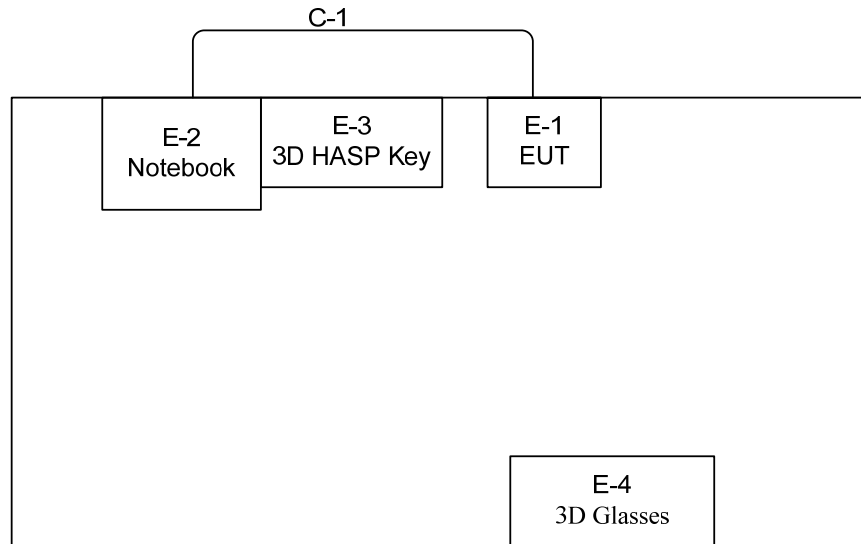 C-1
E-2
Notebook
E-3
3D HASP Key
E-1
EUT
E-4
3D Glasses